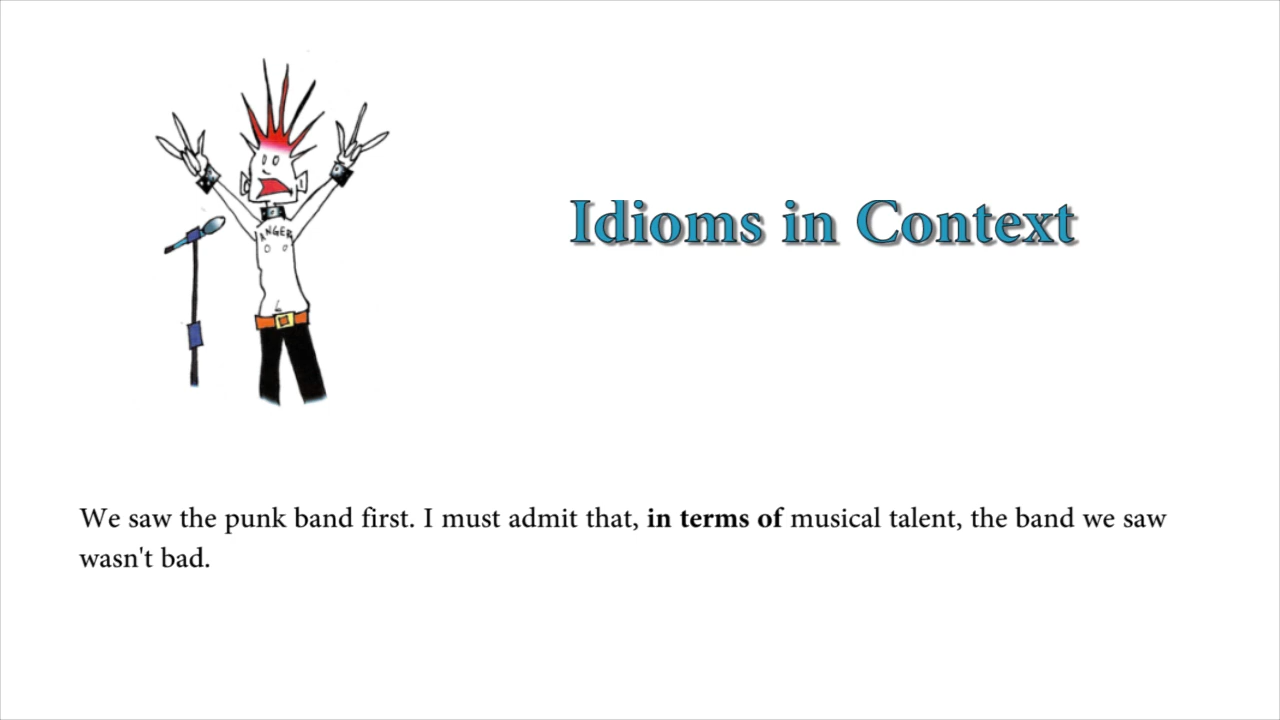 ANGER
Idioms in Context
We saw the punk band first. I must admit that, in terms of musical talent, the band we saw
wasn't bad.